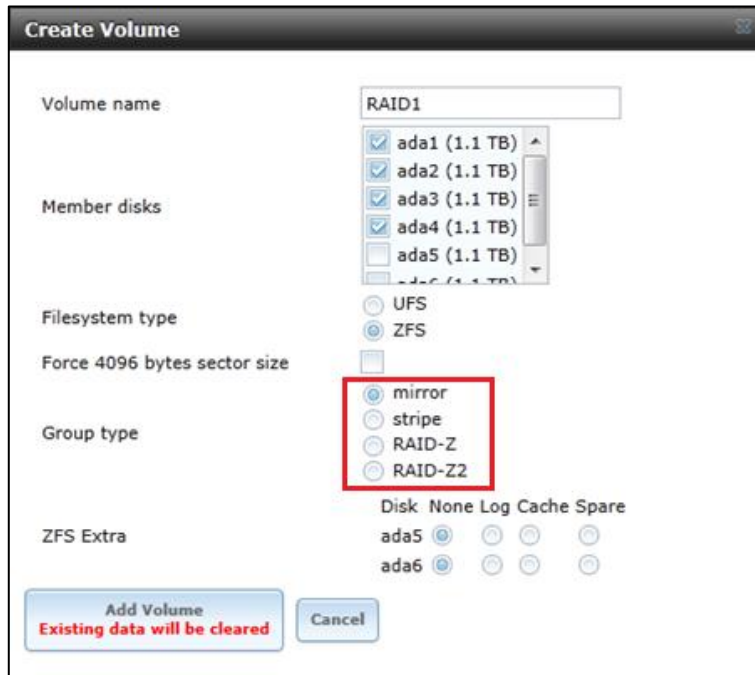 Create Volume
Volume name RAID1
Member disks
ada1 (1.1 TB)
ada2 (1.1 TB)
ada3 (1.1 TB)
ada4 (1.1 TB)
ada5 (1.1 TB)
Filesystem type
UFS
ZFS
Force 4096 bytes sector size
Group type
mirror
stripe
RAID-Z
RAID-Z2
ZFS Extra
Disk None Log Cache Spare
ada5
ada6
Add Volume
Existing data will be cleared
Cancel